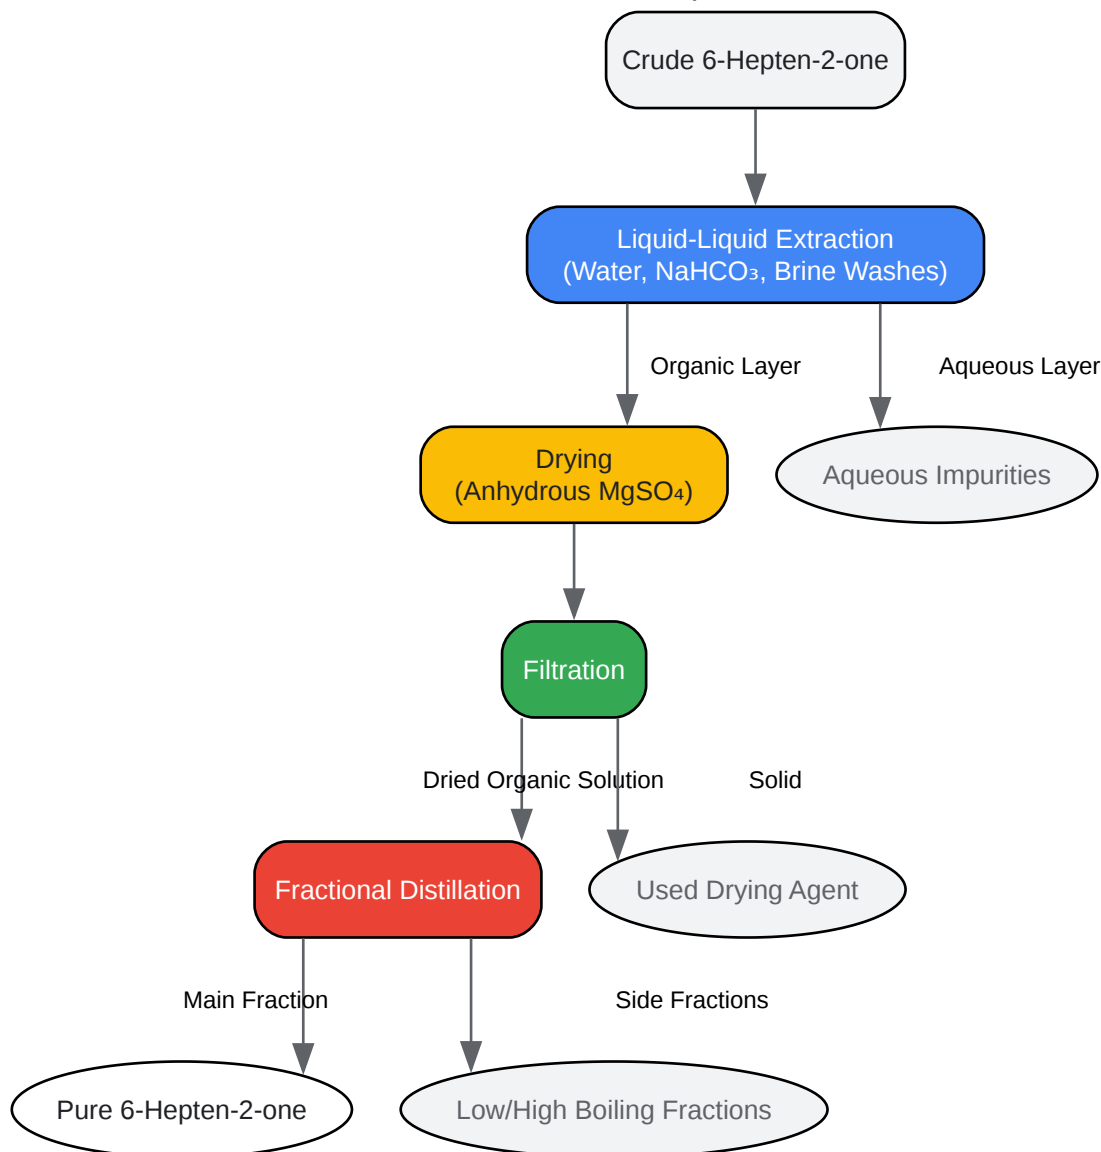 Crude 6-Hepten-2-one
Liquid-Liquid Extraction
(Water, NaHCO₃, Brine Washes)
Organic Layer
Aqueous Layer
Drying
(Anhydrous MgSO₄)
Aqueous Impurities
Filtration
Dried Organic Solution
Solid
Fractional Distillation
Used Drying Agent
Main Fraction
Side Fractions
Pure 6-Hepten-2-one
Low/High Boiling Fractions